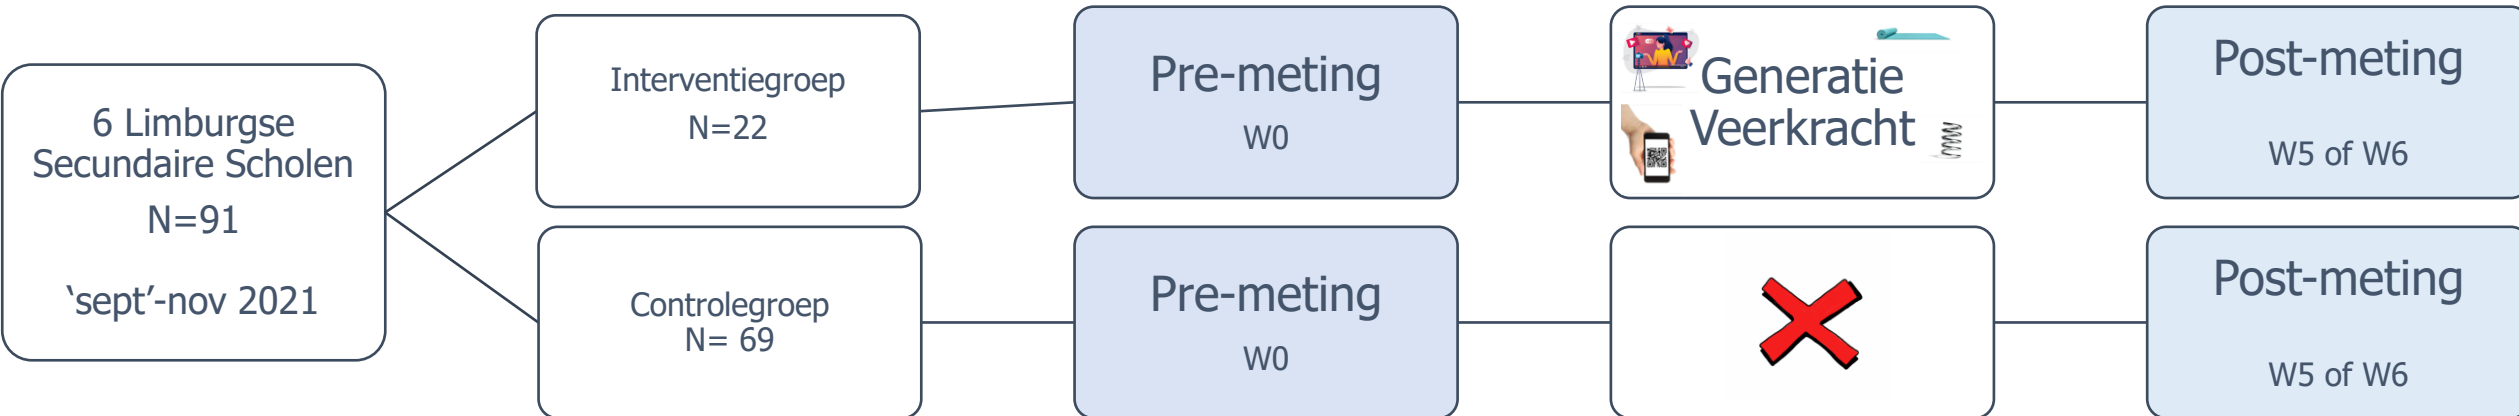 6 Limburgse
Secundaire Scholen
N=91
‘sept’-nov 2021
Interventiegroep
N=22
Pre-meting
W0
Generatie
Veerkracht
Post-meting
W5 of W6
Controlegroep
N= 69
Pre-meting
W0
Post-meting
W5 of W6